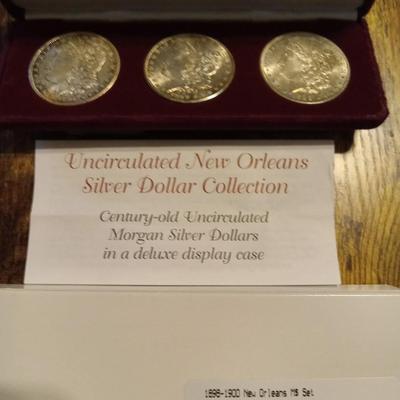 Uncirculated New Orleans
Silver Dollar Collection
Century-old Uncirculated
Morgan Silver Dollars
in a deluxe display case
1898-1900 New Orleans M$ Set